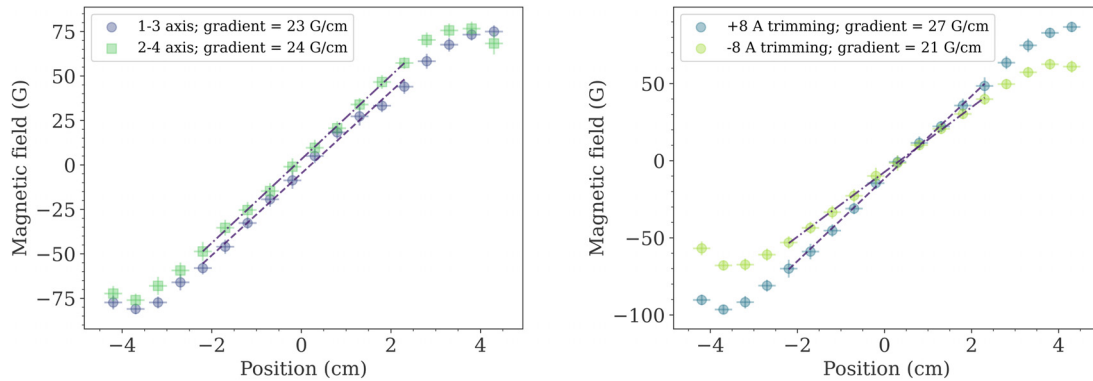 1-3 axis; gradient = 23 G/cm
2-4 axis; gradient = 24 G/cm
75
50
25
0
−25
−50
−75
Magnetic field (G)
−4
−2
0
2
4
Position (cm)
+8 A trimming; gradient = 27 G/cm
-8 A trimming; gradient = 21 G/cm
50
0
−50
−100
Magnetic field (G)
−4
−2
0
2
4
Position (cm)